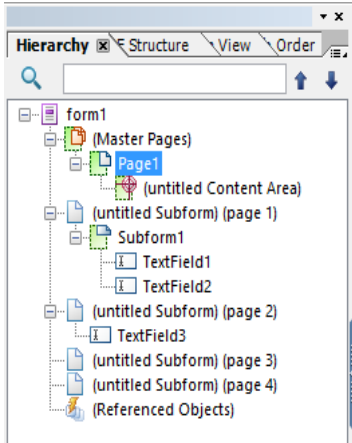 Hierarchy Structure View Order
form1
(Master Pages)
Page1
(untitled Content Area)
(untitled Subform) (page 1)
Subform1
TextField1
TextField2
(untitled Subform) (page 2)
TextField3
(untitled Subform) (page 3)
(untitled Subform) (page 4)
(Referenced Objects)